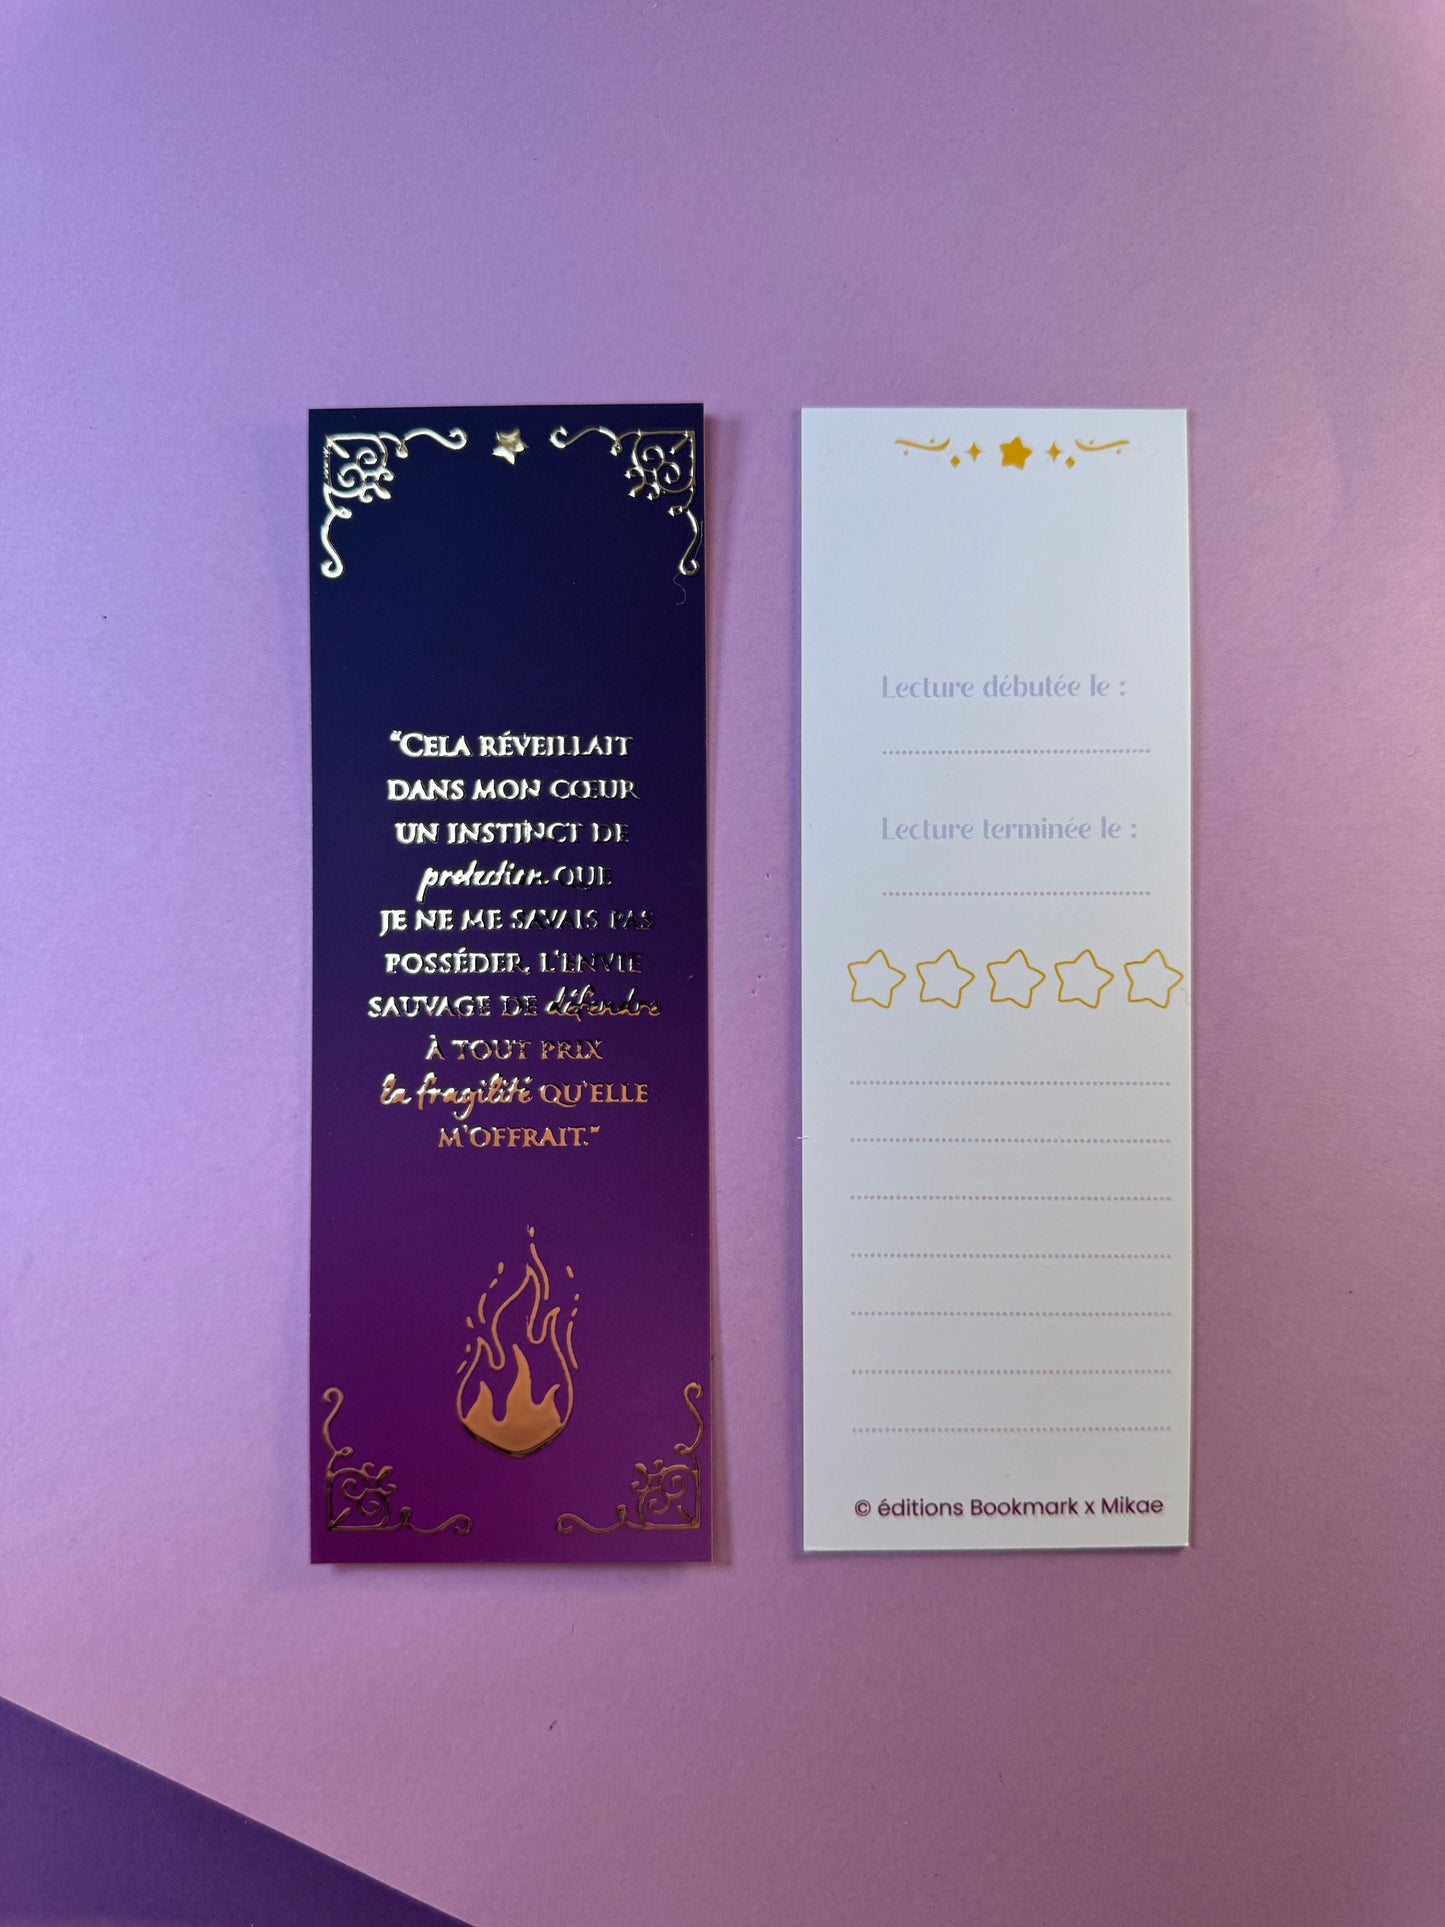 “CELA RÉVEILLAIT
DANS MON CŒUR
UN INSTINCT DE
protection QUE
JE NE ME SAVAIS PAS
POSSÉDER, L'ENVIE
SAUVAGE DE défendre
À TOUT PRIX
la fragilité QU'ELLE
M'OFFRAIT.”
Lecture débutée le :
Lecture terminée le :
© éditions Bookmark x Mikae